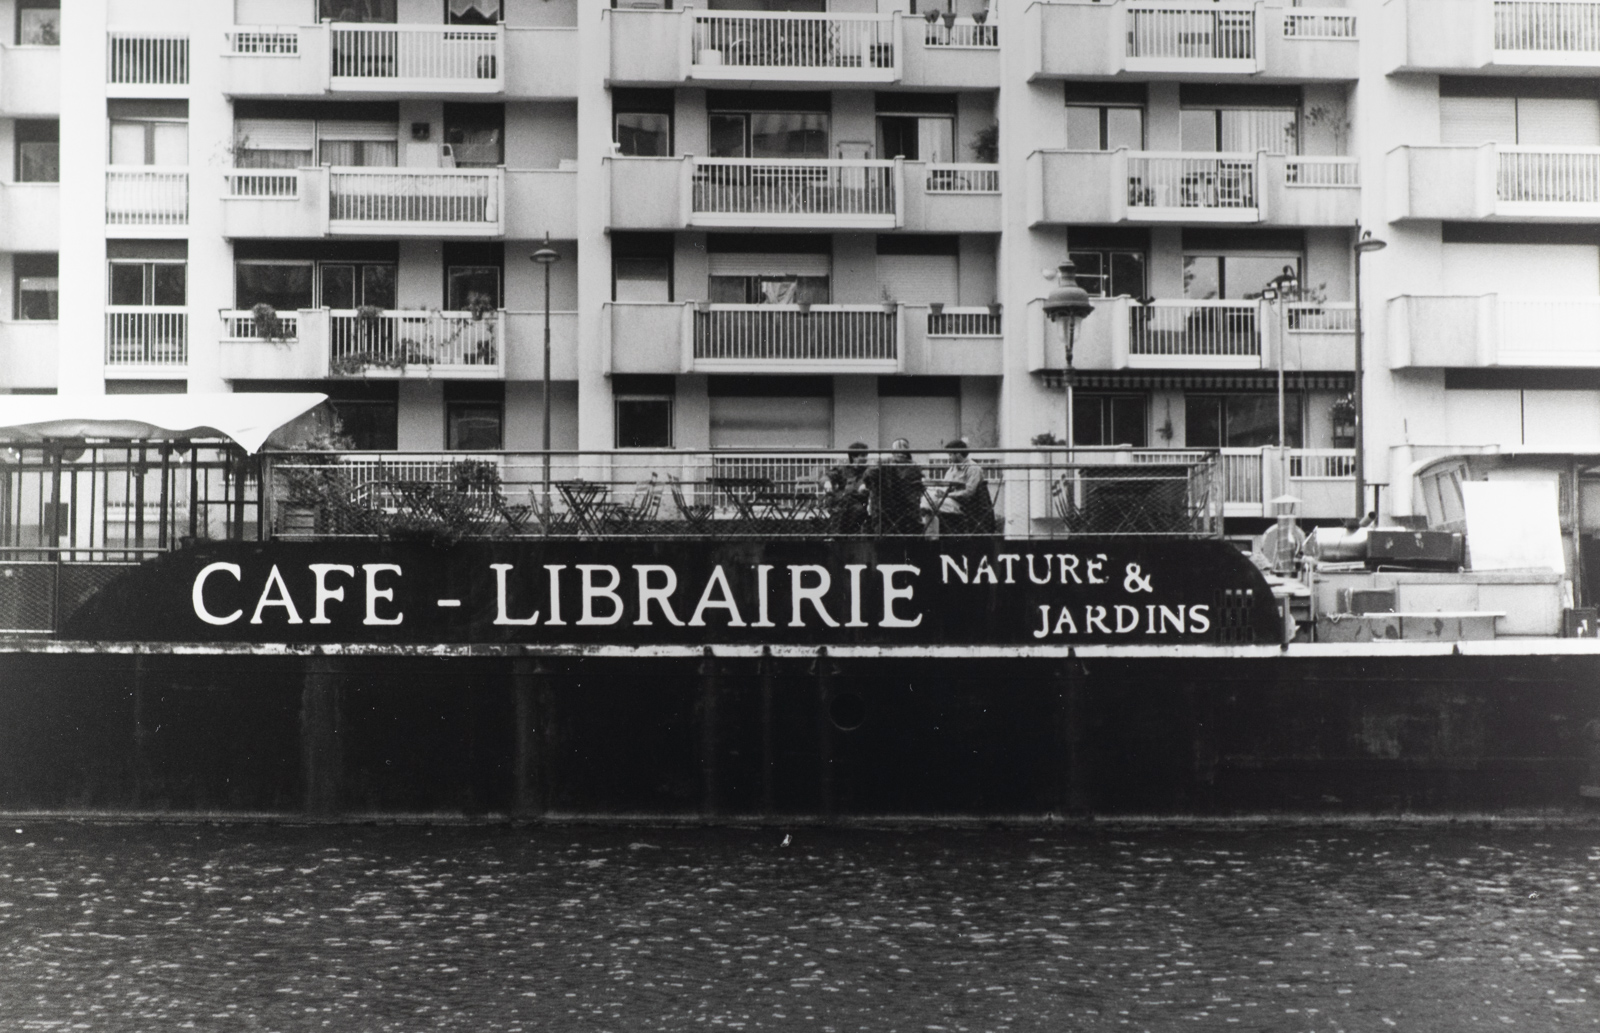 CAFE - LIBRAIRIE NATURE &
JARDINS